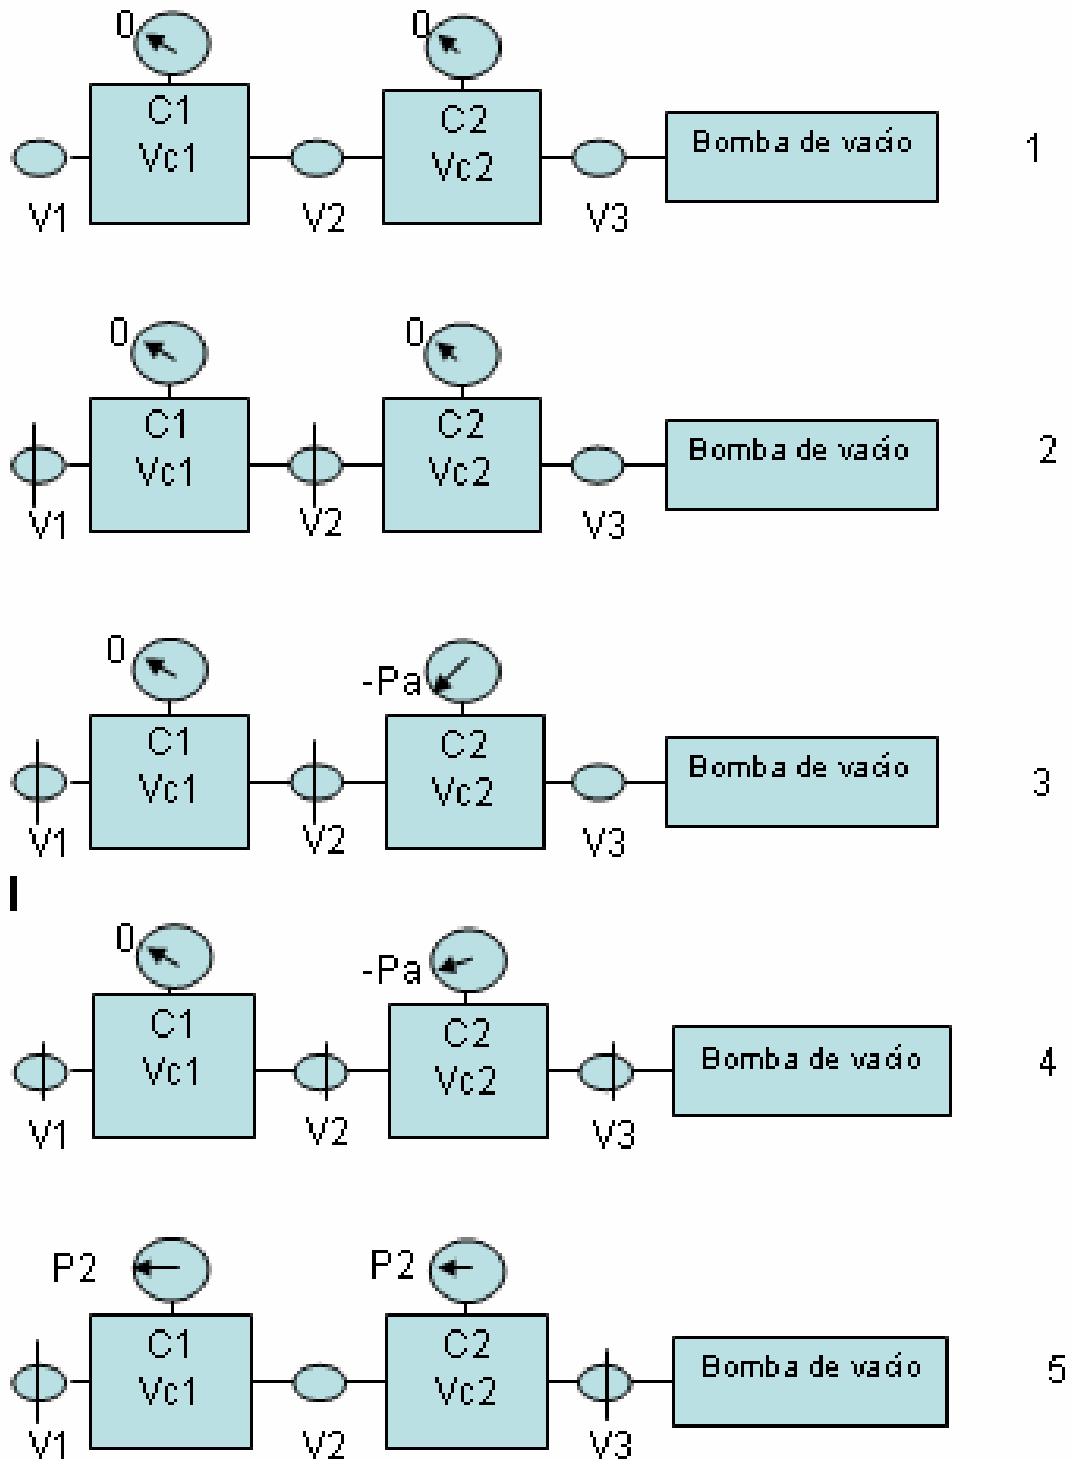 0 0
C1 C2
Vc1 Vc2 Bomba de vacío 1
V1 V2 V3
0 0
C1 C2
Vc1 Vc2 Bomba de vacío 2
V1 V2 V3
0 -Pa
C1 C2
Vc1 Vc2 Bomba de vacío 3
V1 V2 V3
0 -Pa
C1 C2
Vc1 Vc2 Bomba de vacío 4
V1 V2 V3
P2 P2
C1 C2
Vc1 Vc2 Bomba de vacío 5
V1 V2 V3